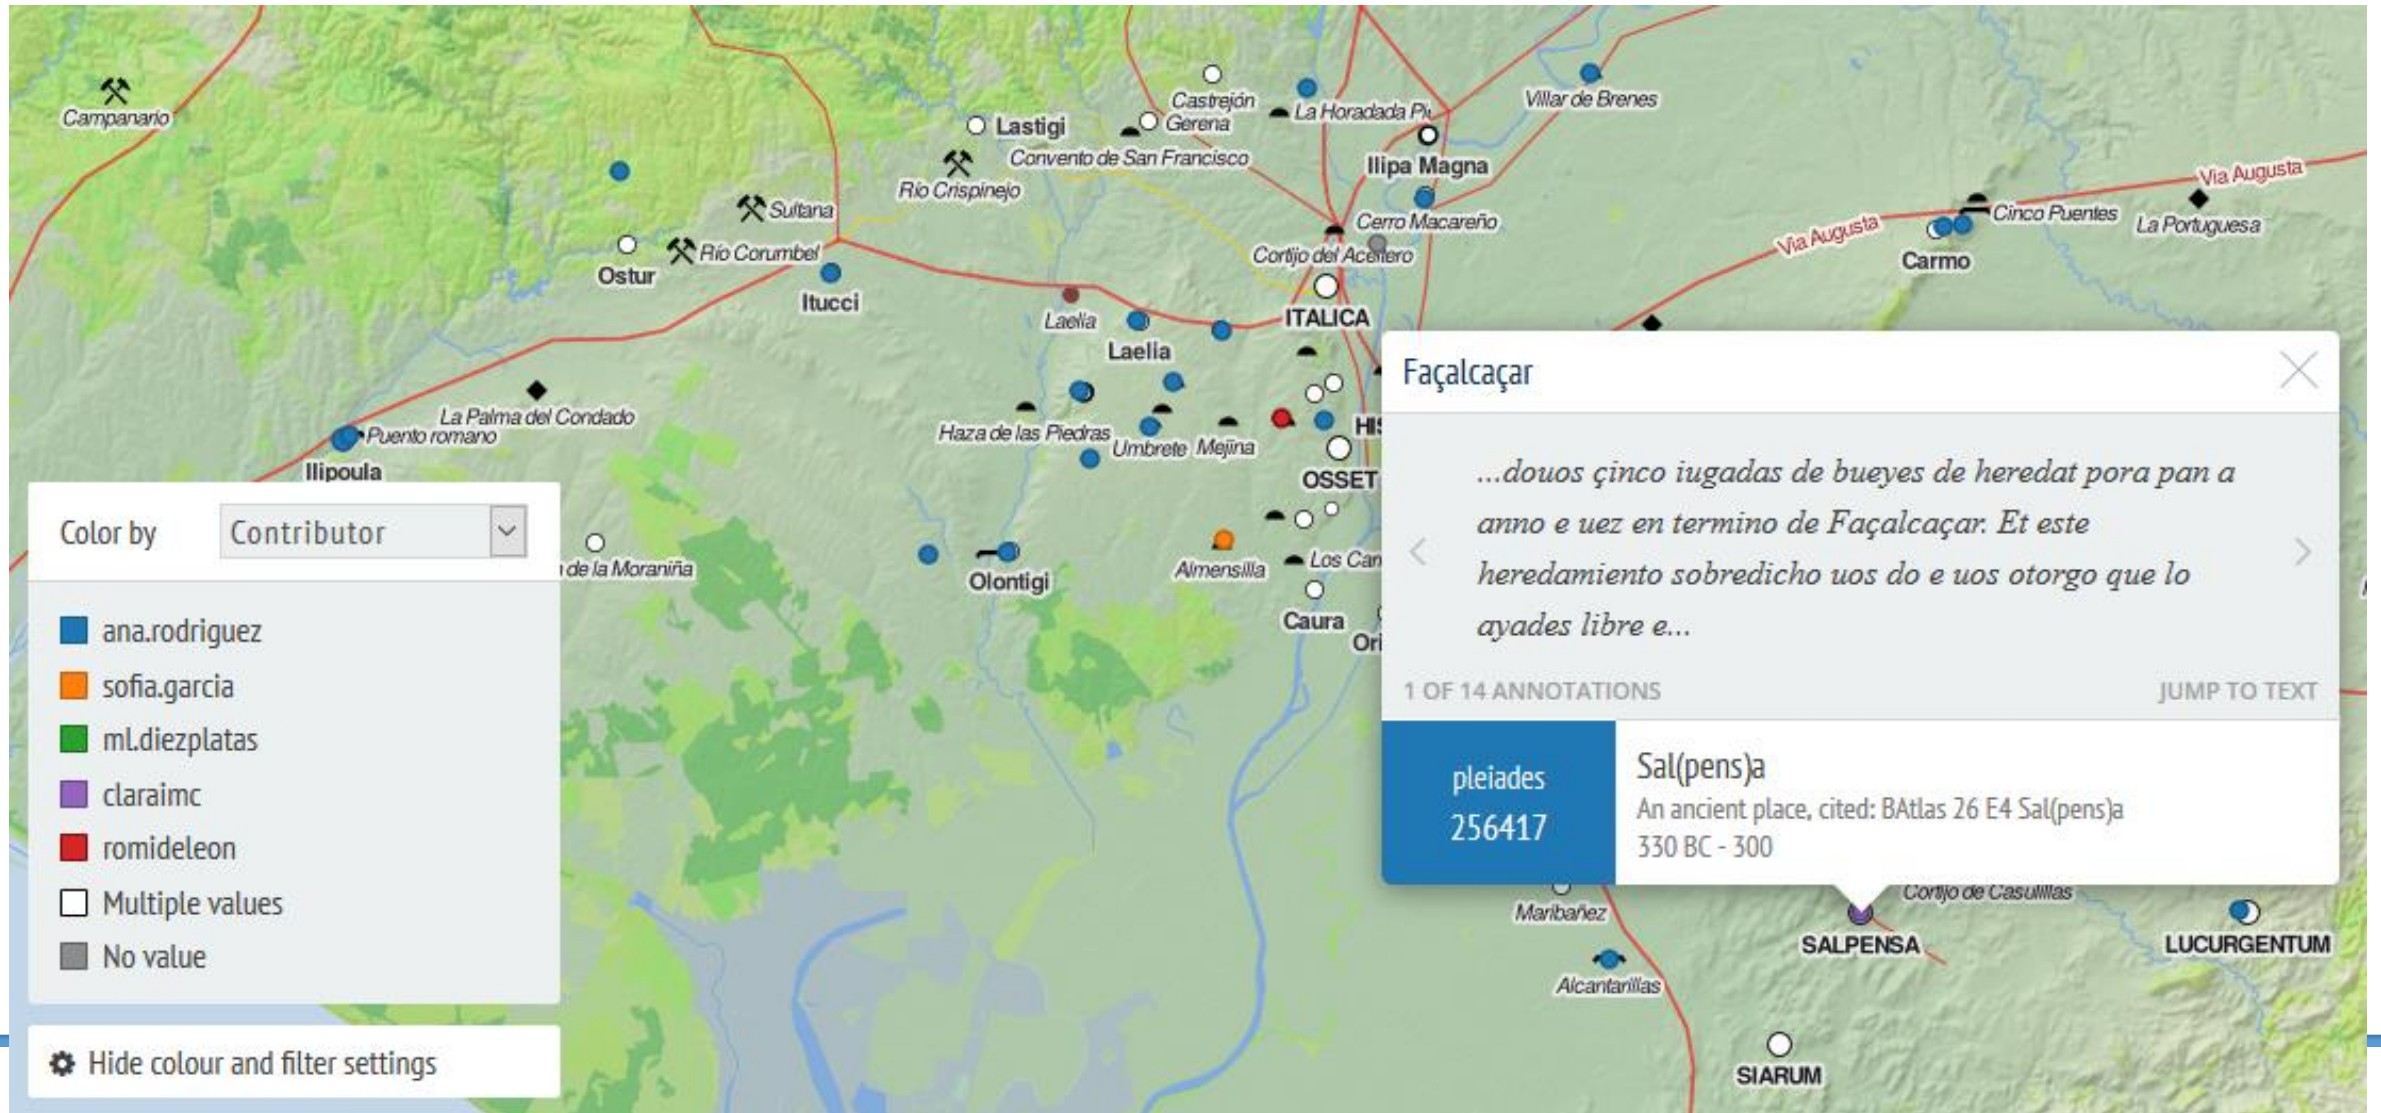 Campanario
Castrejón
Gerena
La Horadada
Villar de Brenes
Lastigi
Convento de San Francisco
Ilipa Magna
Río Crispinejo
Via Augusta
Sultana
Cerro Macareño
Cinco Puentes
La Portuguesa
Via Augusta
Río Corumbel
Cortijo del Acebero
Carmo
Ostur
Itucci
Laelia
ITALICA
Laelia
La Palma del Condado
Puento romano
Haza de las Piedras
Umbrete
Mejina
Ilipoula
OSSET
de la Moraniña
Olontigi
Almensilla
Los
Caura
Façalcaçar
...douos çinco iugadas de bueyes de heredat pora pan a
anno e uez en termino de Façalcaçar. Et este
heredamiento sobredicho uos do e uos otorgo que lo
ayades libre e...
1 OF 14 ANNOTATIONS
JUMP TO TEXT
pleiades
256417
Sal(pens)a
An ancient place, cited: BAtlas 26 E4 Sal(pens)a
330 BC - 300
Cortijo de Casulillas
Maribañez
SALPENSA
LUCURGENTUM
Alcantarillas
SIARUM
Color by
Contributor
ana.rodriguez
sofia.garcia
ml.diezplatas
claraimc
romideleon
Multiple values
No value
Hide colour and filter settings